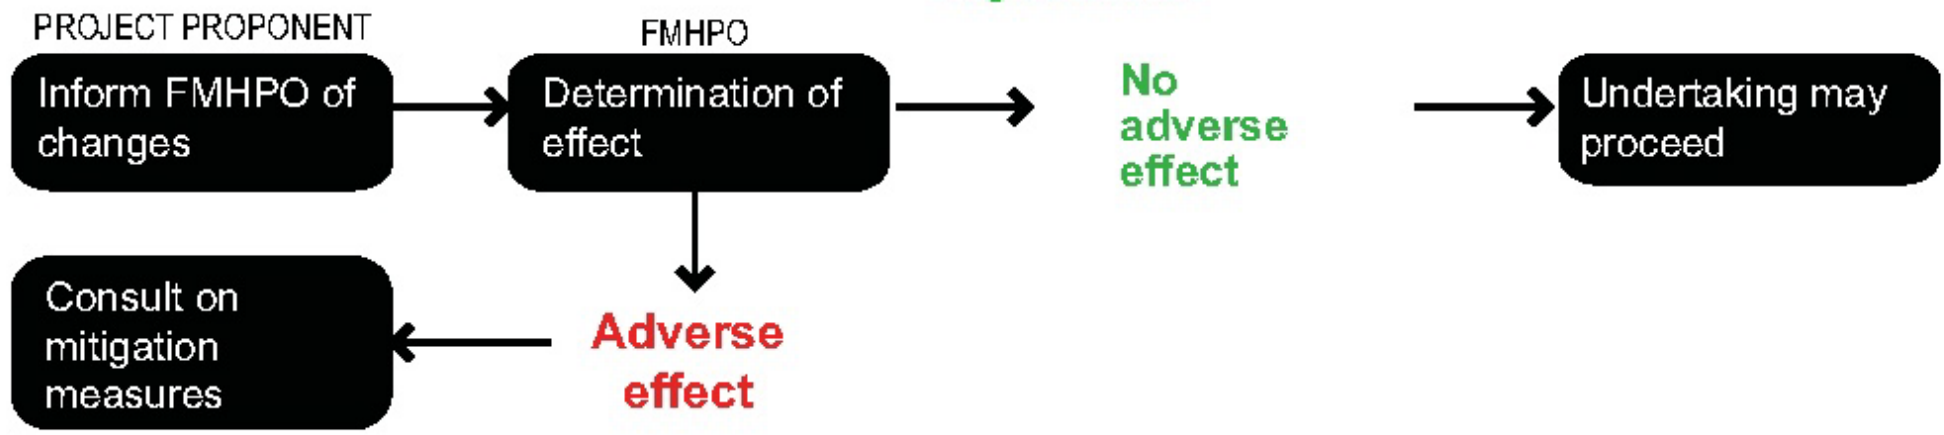 PROJECT PROPONENT
FMHPO
Inform FMHPO of
changes
Determination of
effect
No
adverse
effect
Undertaking may
proceed
Consult on
mitigation
measures
Adverse
effect